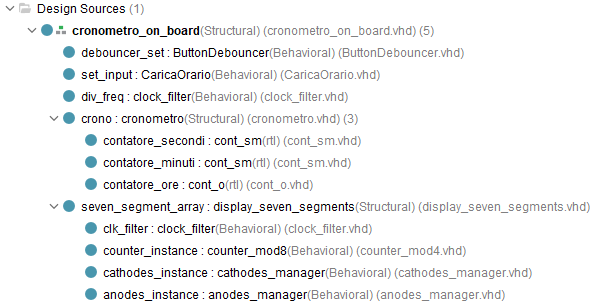 Design Sources (1)
cronometro_on_board(Structural) (cronometro_on_board.vhd) (5)
debouncer_set : ButtonDebouncer(Behavioral) (ButtonDebouncer.vhd)
set_input : CaricaOrario(Behavioral) (CaricaOrario.vhd)
div_freq : clock_filter(Behavioral) (clock_filter.vhd)
crono : cronometro(Structural) (cronometro.vhd) (3)
contatore_secondi : cont_sm(rtl) (cont_sm.vhd)
contatore_minuti : cont_sm(rtl) (cont_sm.vhd)
contatore_ore : cont_o(rtl) (cont_o.vhd)
seven_segment_array : display_seven_segments(Structural) (display_seven_segments.vhd)
clk_filter : clock_filter(Behavioral) (clock_filter.vhd)
counter_instance : counter_mod8(Behavioral) (counter_mod4.vhd)
cathodes_instance : cathodes_manager(Behavioral) (cathodes_manager.vhd)
anodes_instance : anodes_manager(Behavioral) (anodes_manager.vhd)